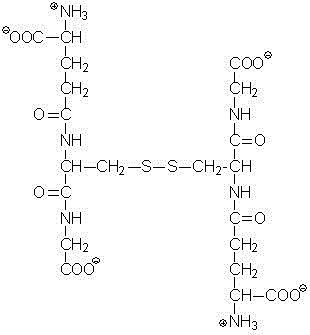 ⊕NH3
⊖OOC—CH
CH2 COO⊖
CH2 CH2
O=C NH
NH C=O
CH—CH2—S—S—CH2—CH
O=C NH
NH C=O
CH2 CH2
COO⊖ CH2
CH—COO⊖
⊕NH3